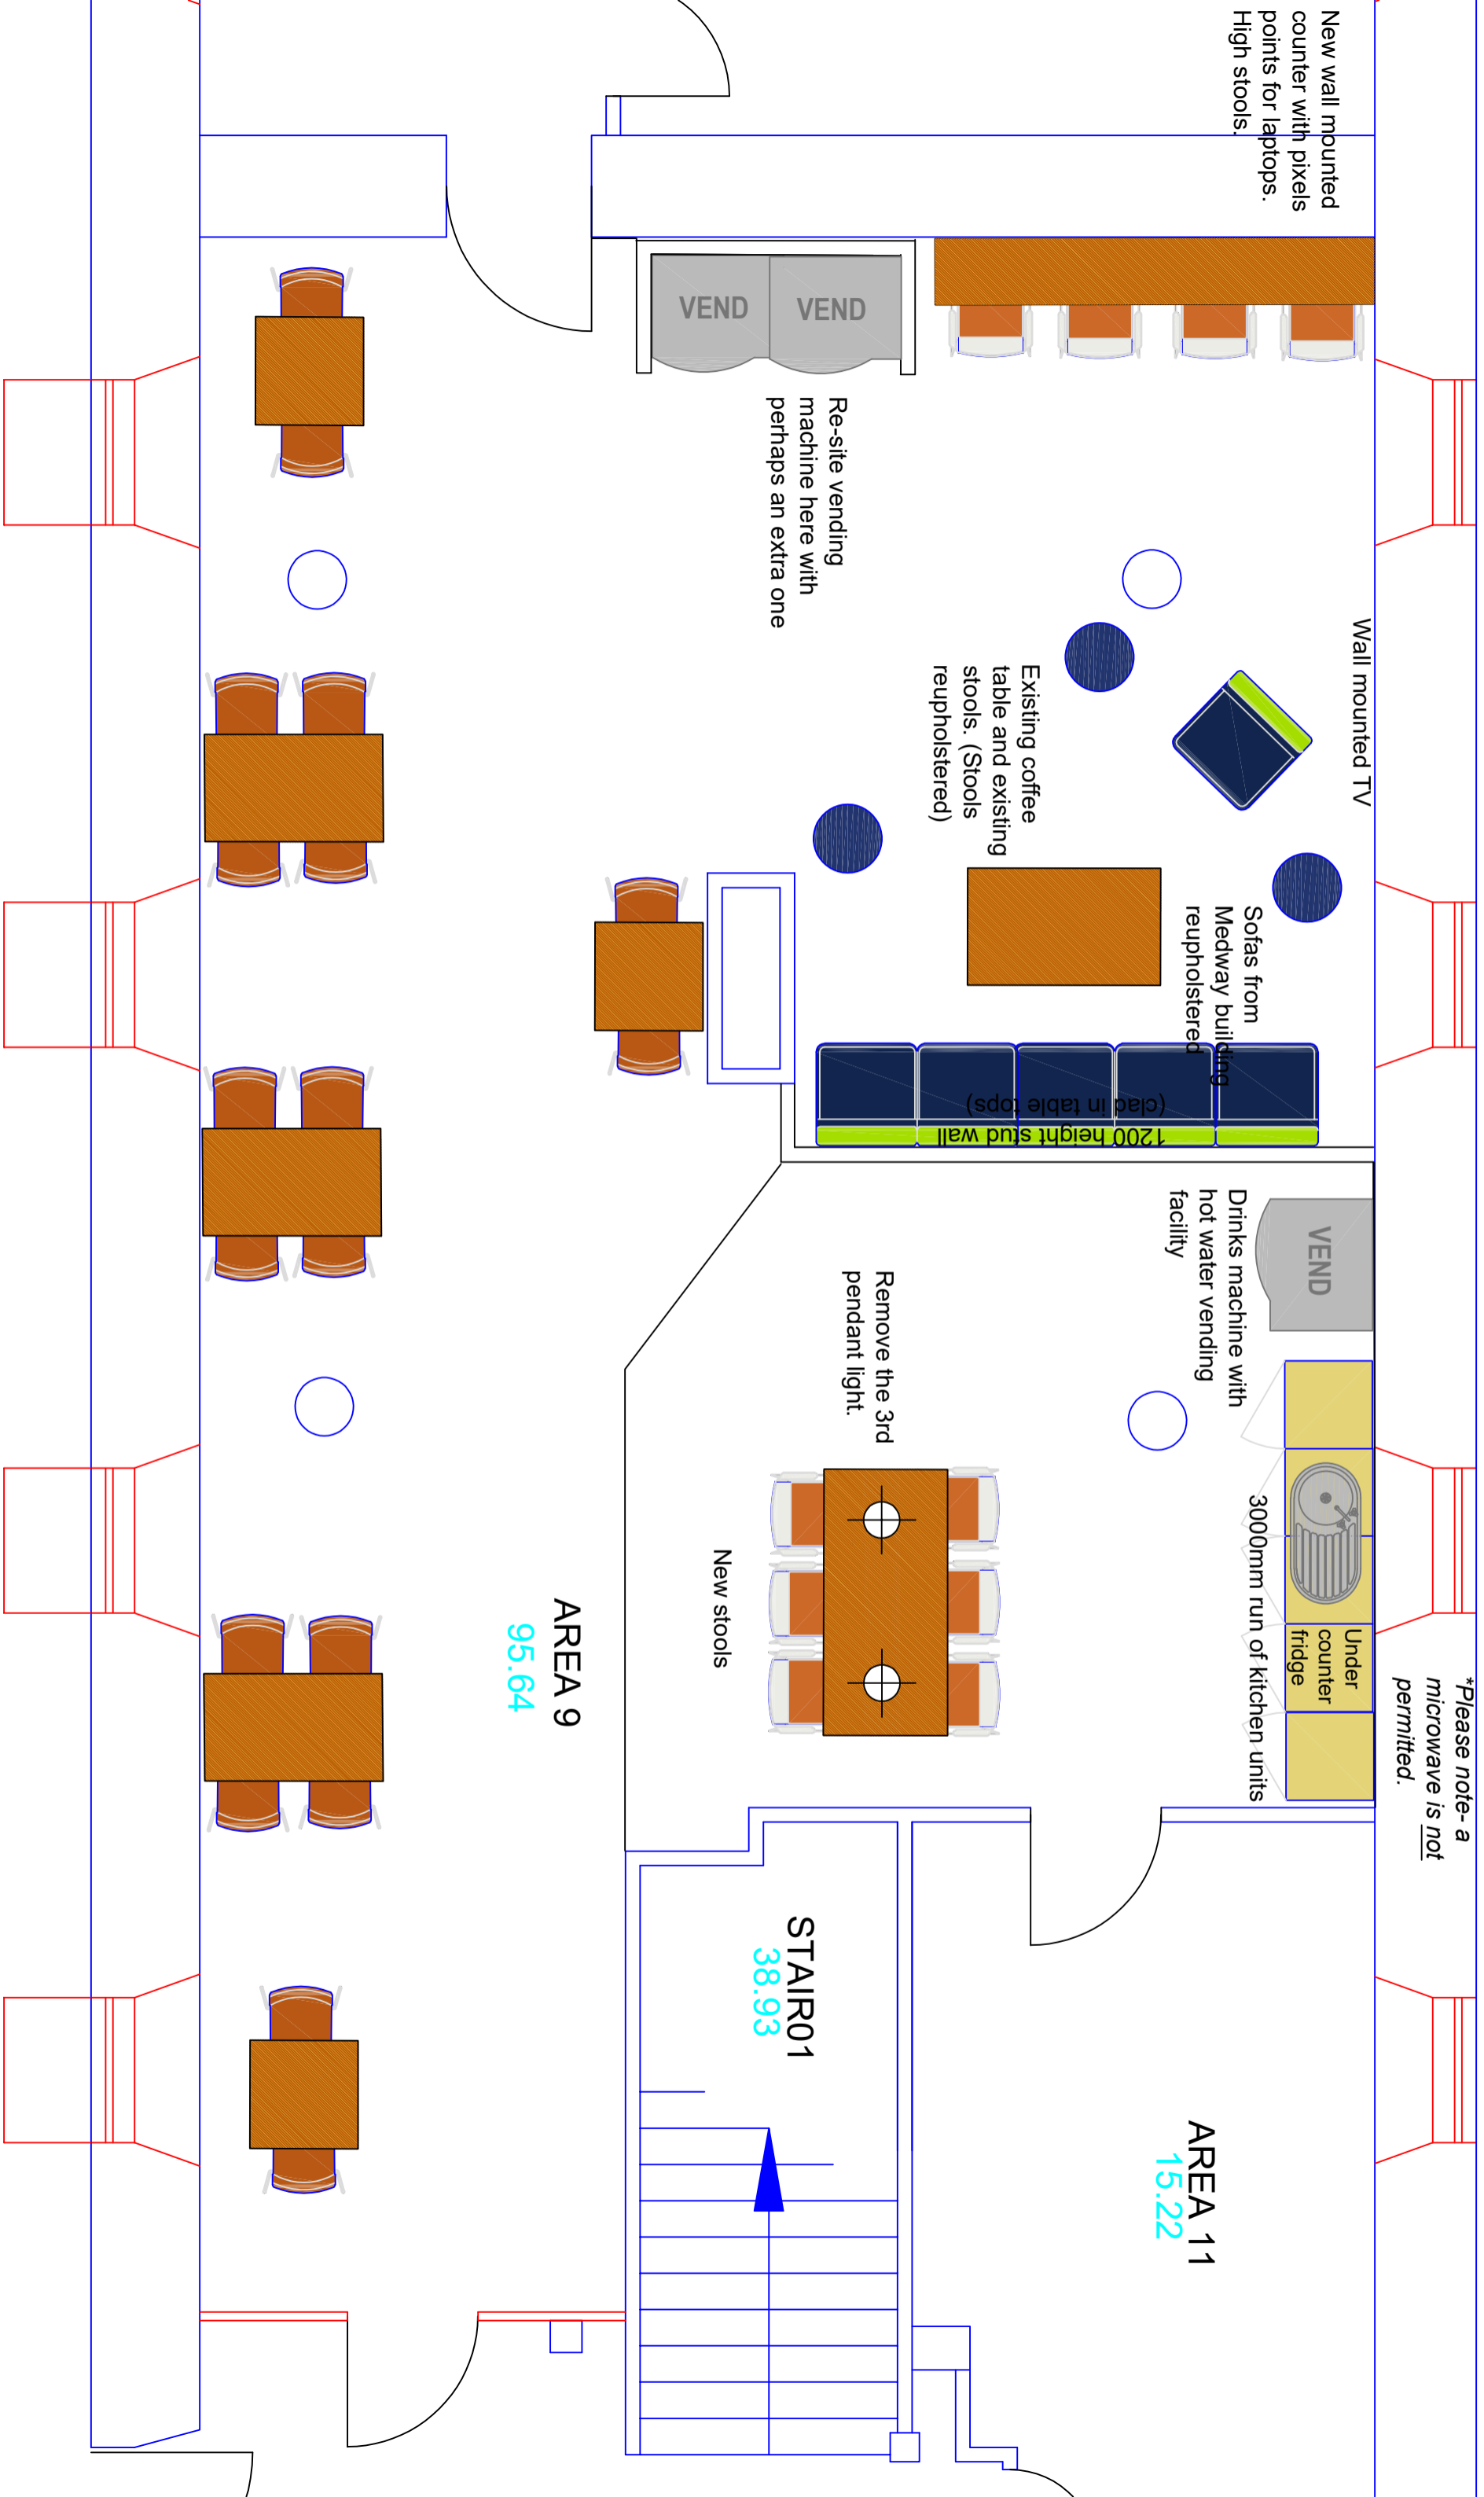 New wall mounted
counter with pixels
points for laptops.
High stools.
VEND
VEND
Re-site vending
machine here with
perhaps an extra one
Wall mounted TV
Existing coffee
table and existing
stools. (Stools
reupholstered)
Sofas from
Medway building
reupholstered
1200 height stud wall
(clad in table tops)
VEND
Drinks machine with
hot water vending
facility
Remove the 3rd
pendant light.
3000mm run of kitchen units
Under
counter
fridge
*Please note- a
microwave is not
permitted.
New stools
AREA 9
95.64
STAIR01
38.93
AREA 11
15.22